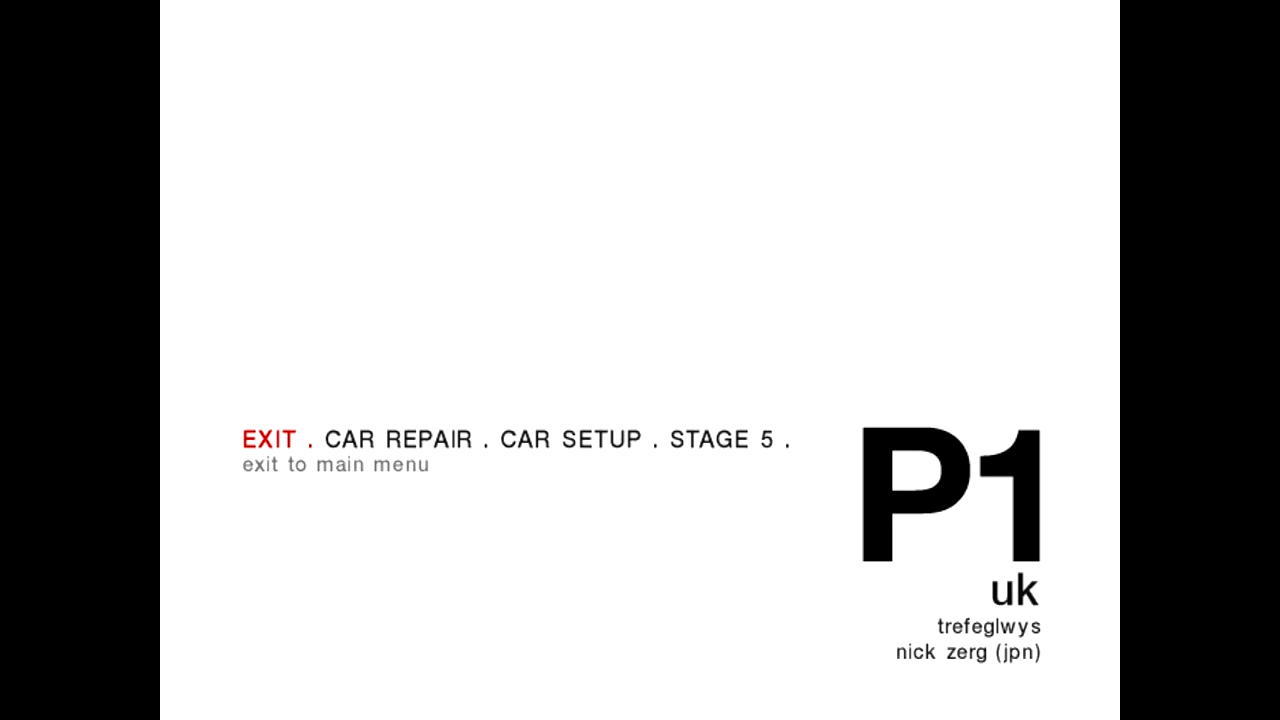 EXIT . CAR REPAIR . CAR SETUP . STAGE 5 .
exit to main menu
P1
uk
trefeglwys
nick zerg (jpn)